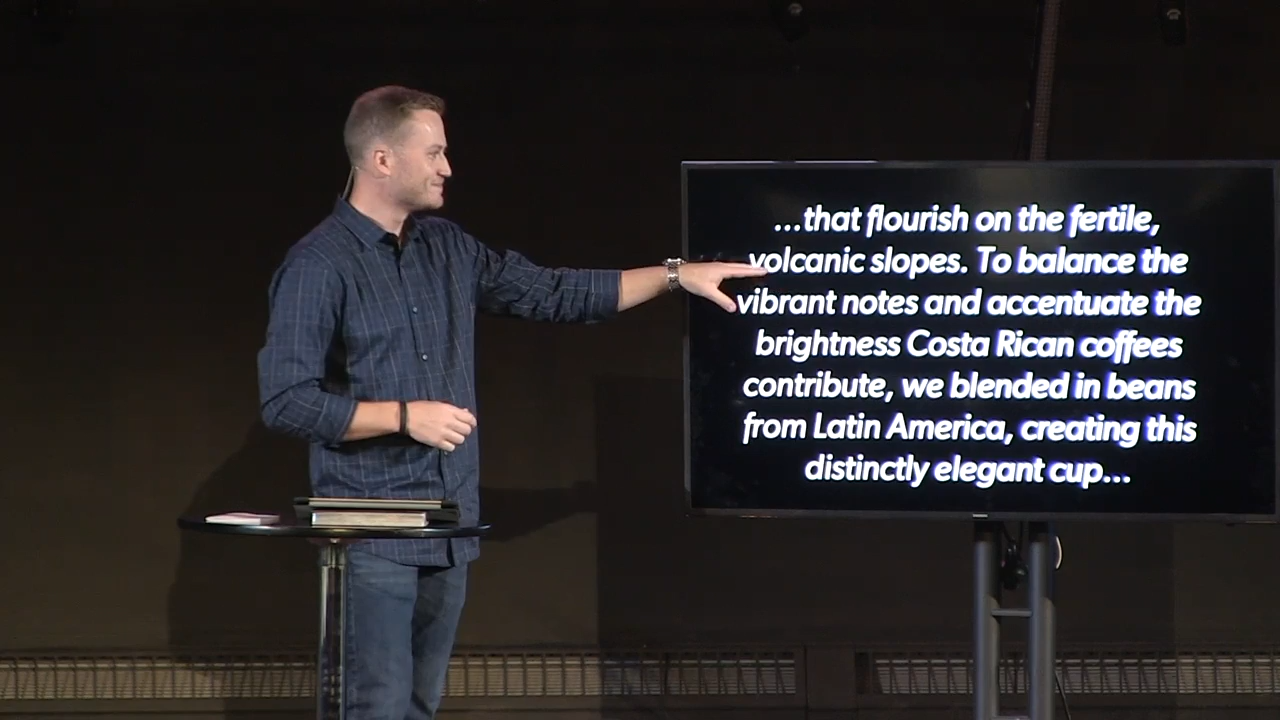 ...that flourish on the fertile,
volcanic slopes. To balance the
vibrant notes and accentuate the
brightness Costa Rican coffees
contribute, we blended in beans
from Latin America, creating this
distinctly elegant cup...